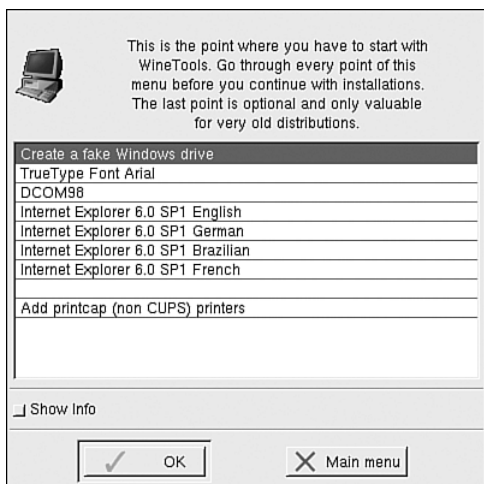 This is the point where you have to start with
WineTools. Go through every point of this
menu before you continue with installations.
The last point is optional and only valuable
for very old distributions.
Create a fake Windows drive
TrueType Font Arial
DCOM98
Internet Explorer 6.0 SP1 English
Internet Explorer 6.0 SP1 German
Internet Explorer 6.0 SP1 Brazilian
Internet Explorer 6.0 SP1 French
Add printcap (non CUPS) printers
Show Info
OK
Main menu